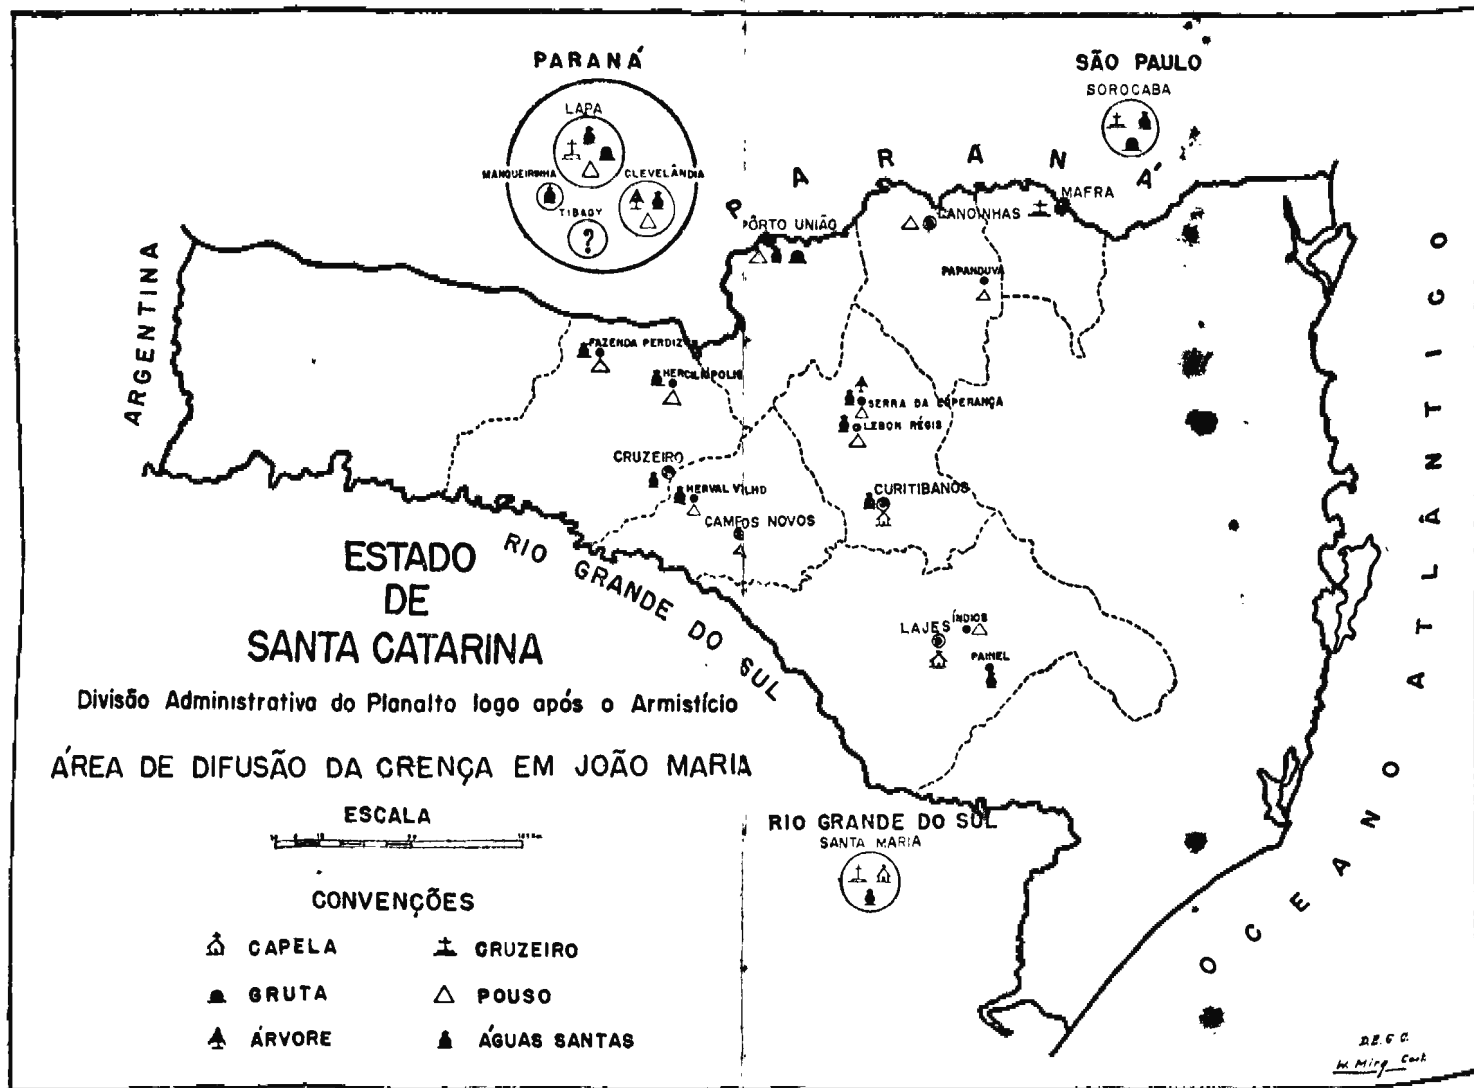 PARANÁ
LAPA
MANGUEIRINHA
CLEVELÂNDIA
TIBAGY
?
SÃO PAULO
SOROCABA
PARANÁ
MAFRA
CANOINHAS
PÔRTO UNIÃO
PAPANDUVA
ARGENTINA
FAZENDA PERDIZ
HERCILIÓPOLIS
SERRA DA ESPERANÇA
LEBON RÉGIS
CRUZEIRO
HERVAL VELHO
CURITIBANOS
CAMPOS NOVOS
RIO GRANDE DO SUL
LAJES
ÍNDIOS
PAINEL
OCEANO ATLÂNTICO
ESTADO
DE
SANTA CATARINA
Divisão Administrativa do Planalto logo após o Armistício
ÁREA DE DIFUSÃO DA CRENÇA EM JOÃO MARIA
ESCALA
RIO GRANDE DO SUL
SANTA MARIA
CONVENÇÕES
CAPELA
CRUZEIRO
GRUTA
POUSO
ÁRVORE
ÁGUAS SANTAS
D.E.G.C.